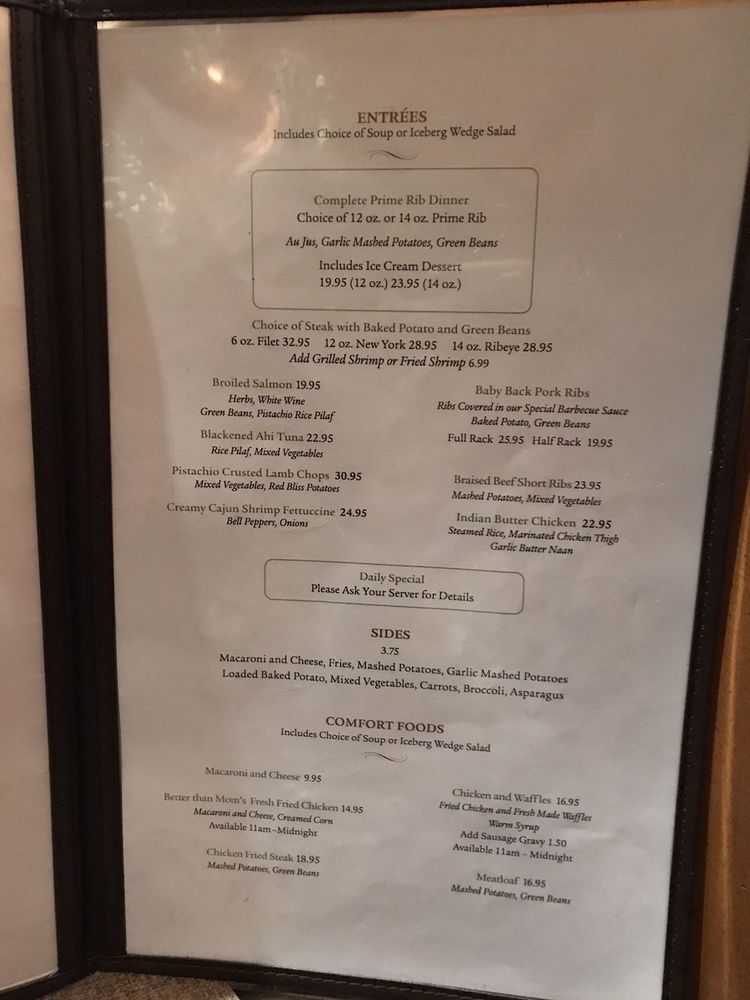 ENTRÉES
Includes Choice of Soup or Iceberg Wedge Salad
Complete Prime Rib Dinner
Choice of 12 oz. or 14 oz. Prime Rib
Au Jus, Garlic Mashed Potatoes, Green Beans
Includes Ice Cream Dessert
19.95 (12 oz.) 23.95 (14 oz.)
Choice of Steak with Baked Potato and Green Beans
6 oz. Filet 32.95 12 oz. New York 28.95 14 oz. Ribeye 28.95
Add Grilled Shrimp or Fried Shrimp 6.99
Broiled Salmon 19.95
Herbs, White Wine
Green Beans, Pistachio Rice Pilaf
Blackened Ahi Tuna 22.95
Rice Pilaf, Mixed Vegetables
Pistachio Crusted Lamb Chops 30.95
Mixed Vegetables, Red Bliss Potatoes
Creamy Cajun Shrimp Fettuccine 24.95
Bell Peppers, Onions
Baby Back Pork Ribs
Ribs Covered in our Special Barbecue Sauce
Baked Potato, Green Beans
Full Rack 25.95 Half Rack 19.95
Braised Beef Short Ribs 23.95
Mashed Potatoes, Mixed Vegetables
Indian Butter Chicken 22.95
Steamed Rice, Marinated Chicken Thigh
Garlic Butter Naan
Daily Special
Please Ask Your Server for Details
SIDES
3.75
Macaroni and Cheese, Fries, Mashed Potatoes, Garlic Mashed Potatoes
Loaded Baked Potato, Mixed Vegetables, Carrots, Broccoli, Asparagus
COMFORT FOODS
Includes Choice of Soup or Iceberg Wedge Salad
Macaroni and Cheese 9.95
Better than Mom's Fresh Fried Chicken 14.95
Macaroni and Cheese, Creamed Corn
Available 11am-Midnight
Chicken Fried Steak 18.95
Mashed Potatoes, Green Beans
Chicken and Waffles 16.95
Fried Chicken and Fresh Made Waffles
Warm Syrup
Add Sausage Gravy 1.50
Available 11am - Midnight
Meatloaf 16.95
Mashed Potatoes, Green Beans